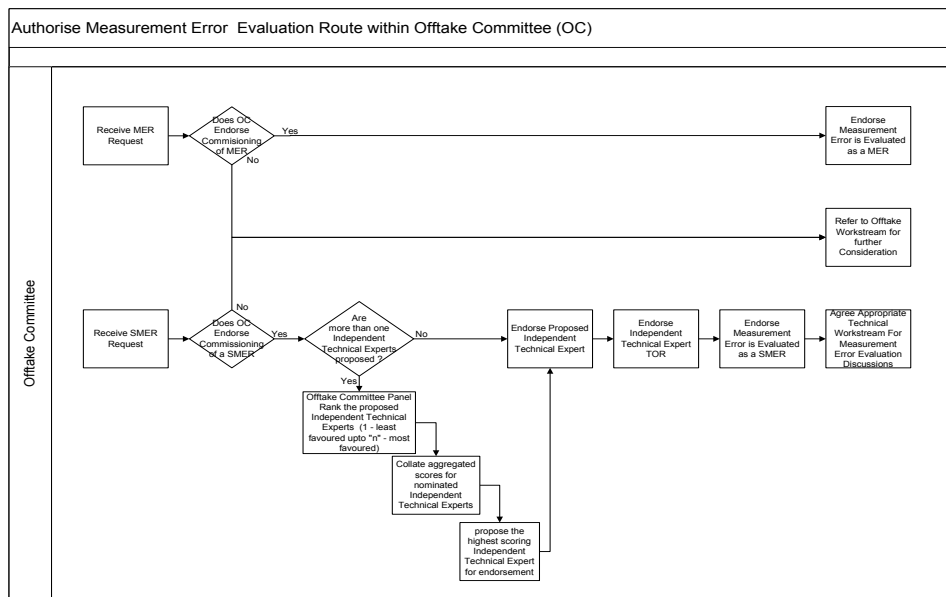 Authorise Measurement Error Evaluation Route within Offtake Committee (OC)
Offtake Committee
Receive MER
Request
Does OC
Endorse
Commisioning
of MER
Yes
No
Endorse
Measurement
Error is Evaluated
as a MER
Refer to Offtake
Workstream for
further
Consideration
Receive SMER
Request
No
Does OC
Endorse
Commissioning
of a SMER
Yes
Are
more than one
Independent
Technical Experts
proposed ?
No
Yes
Endorse Proposed
Independent
Technical Expert
Endorse
Independent
Technical Expert
TOR
Endorse
Measurement
Error is Evaluated
as a SMER
Agree Appropriate
Technical
Workstream For
Measurement
Error Evaluation
Discussions
Offtake Committee Panel
Rank the proposed
Independent Technical
Experts (1 - least
favoured upto "n" - most
favoured)
Collate aggregated
scores for
nominated
Independent
Technical Experts
propose the
highest scoring
Independent
Technical Expert
for endorsement